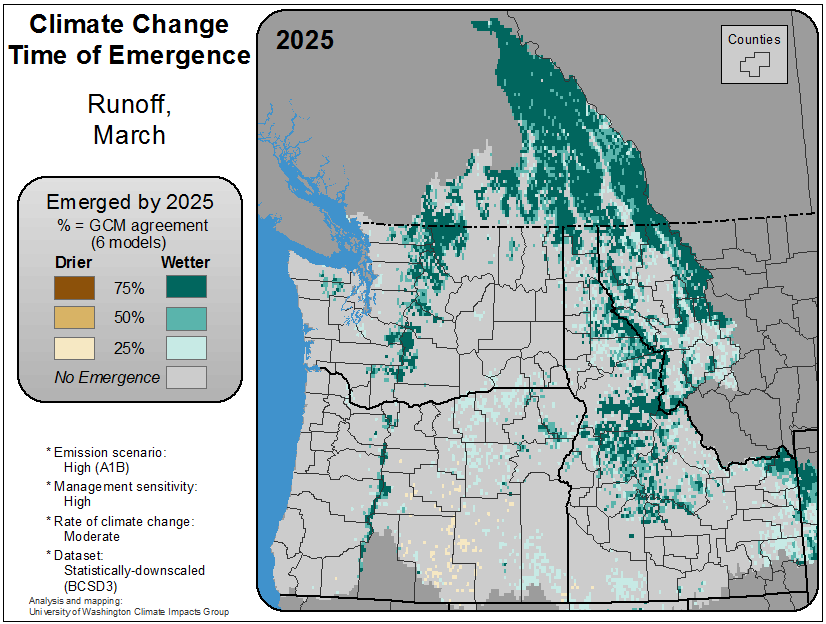 Climate Change
Time of Emergence
Runoff,
March
Emerged by 2025
% = GCM agreement
(6 models)
Drier Wetter
75%
50%
25%
No Emergence
* Emission scenario:
High (A1B)
* Management sensitivity:
High
* Rate of climate change:
Moderate
* Dataset:
Statistically-downscaled
(BCSD3)
Analysis and mapping:
University of Washington Climate Impacts Group
2025
Counties